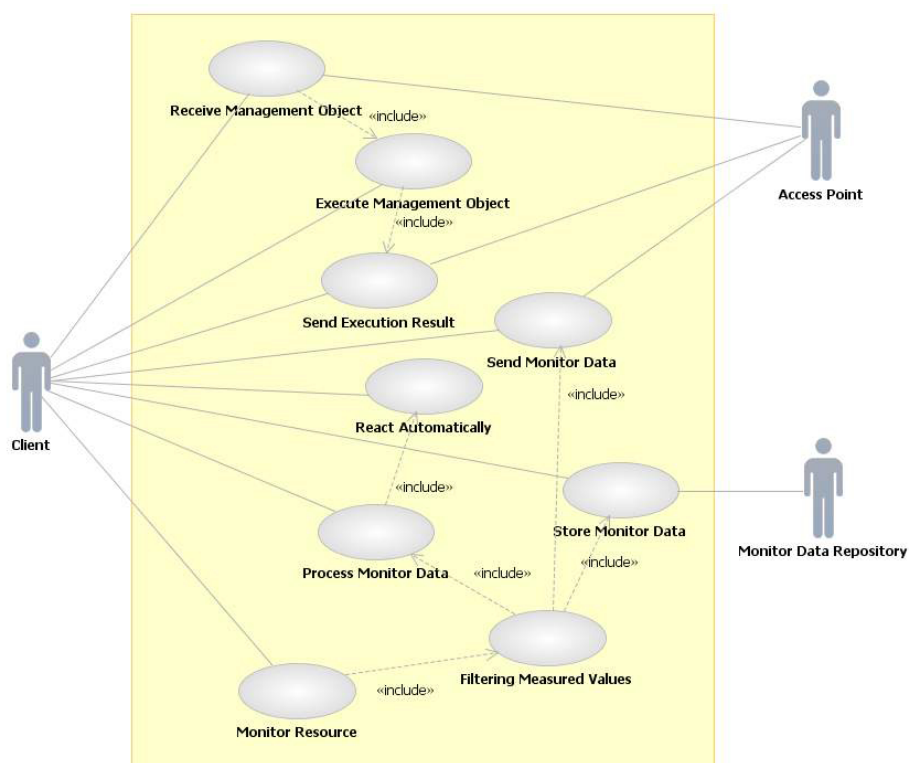 Receive Management Object
«include»
Access Point
Execute Management Object
«include»
Send Execution Result
Send Monitor Data
«include»
React Automatically
Client
«include»
Store Monitor Data
Monitor Data Repository
Process Monitor Data
«include»
«include»
Filtering Measured Values
«include»
Monitor Resource